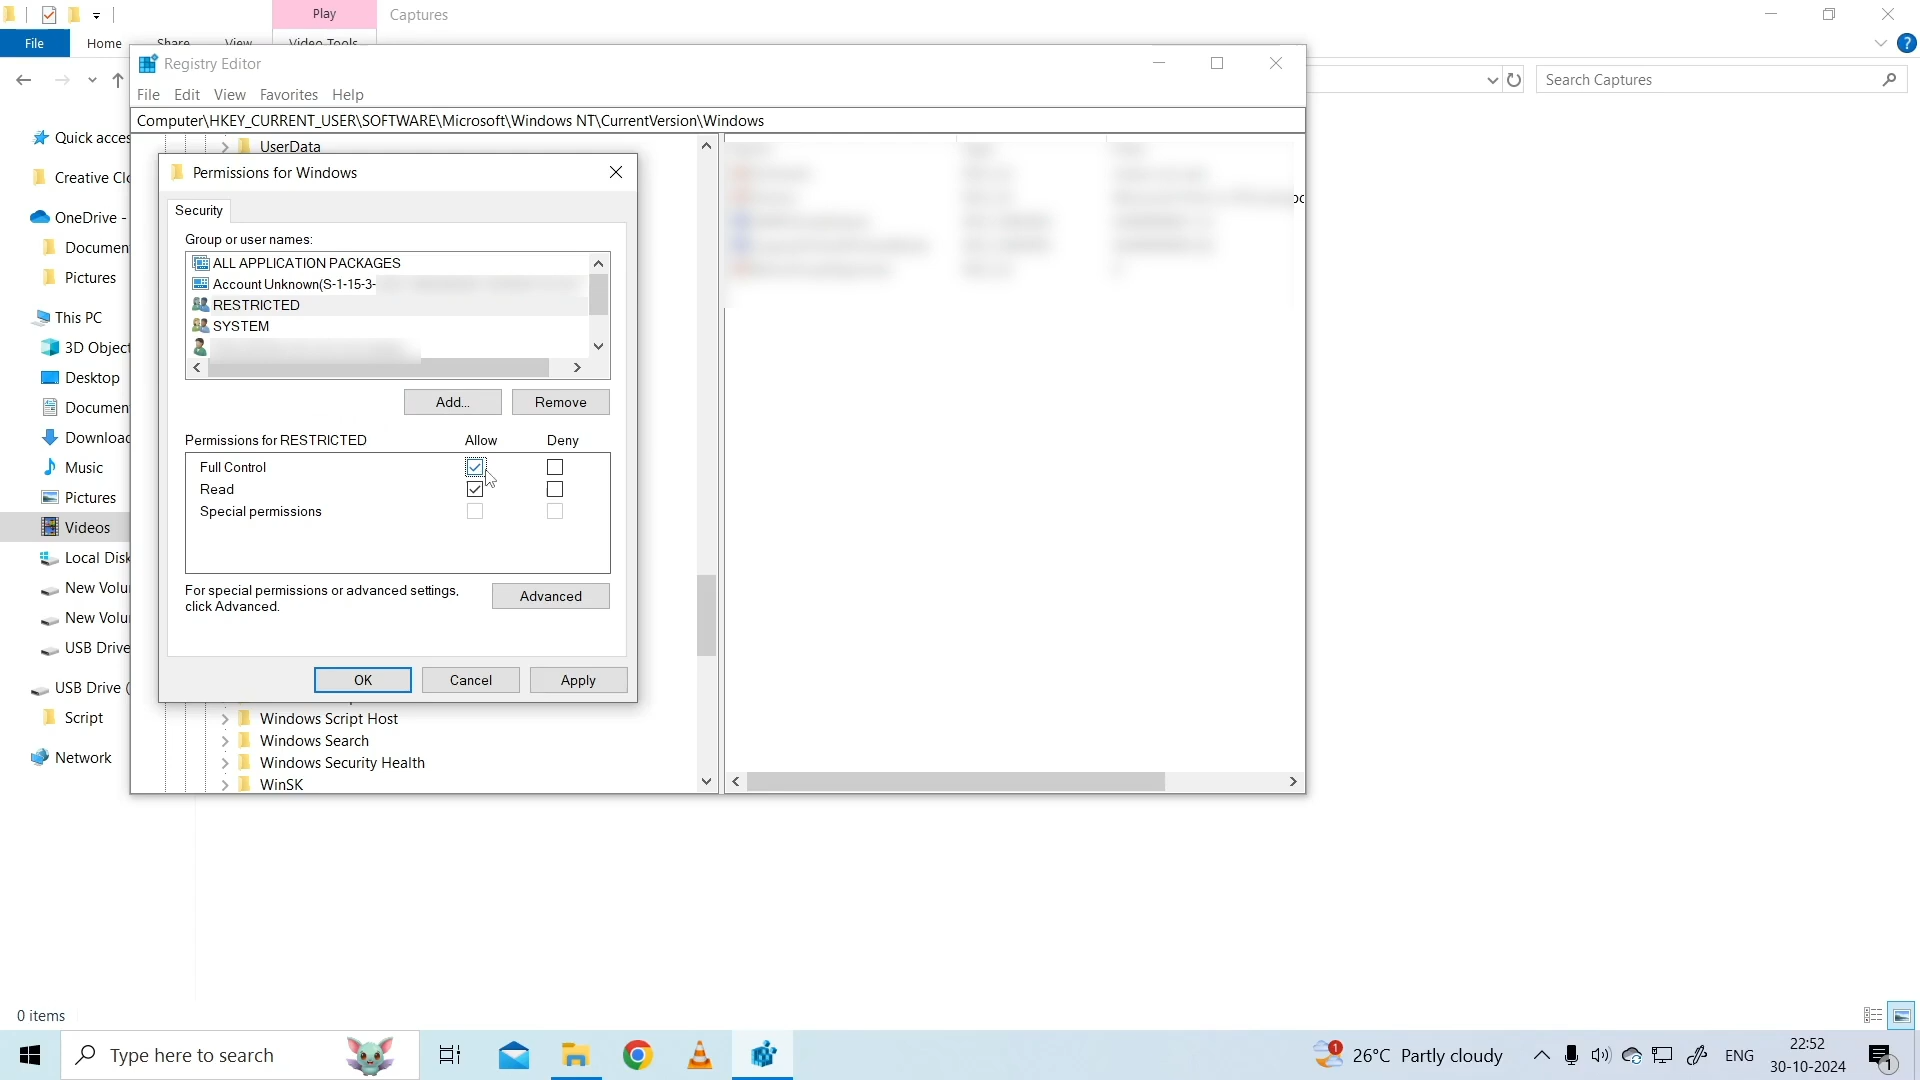 Play
Captures
File
Home
Share
View
Video Tools
Registry Editor
File Edit View Favorites Help
Search Captures
Computer\HKEY_CURRENT_USER\SOFTWARE\Microsoft\Windows NT\CurrentVersion\Windows
Quick acces
Creative Clo
OneDrive -
Documen
Pictures
This PC
3D Object
Desktop
Documen
Download
Music
Pictures
Videos
Local Disk
New Volu
New Volu
USB Drive
USB Drive (
Script
Network
UserData
Permissions for Windows
Security
Group or user names:
ALL APPLICATION PACKAGES
Account Unknown(S-1-15-3-
RESTRICTED
SYSTEM
Add...
Remove
Permissions for RESTRICTED Allow Deny
Full Control
Read
Special permissions
For special permissions or advanced settings,
click Advanced.
Advanced
OK
Cancel
Apply
Windows Script Host
Windows Search
Windows Security Health
WinSK
0 items
Type here to search
1
26°C Partly cloudy
ENG
22:52
30-10-2024
1